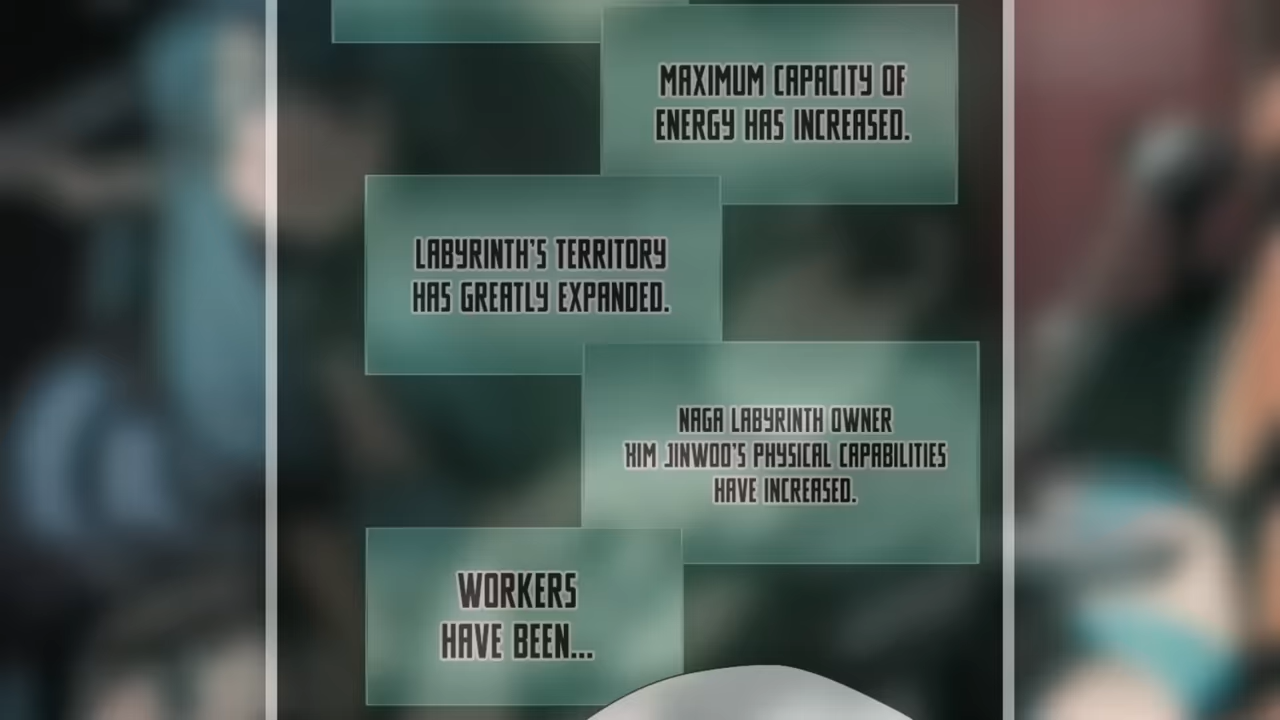 MAXIMUM CAPACITY OF
ENERGY HAS INCREASED.
LABYRINTH'S TERRITORY
HAS GREATLY EXPANDED.
NAGA LABYRINTH OWNER
KIM JINWOO'S PHYSICAL CAPABILITIES
HAVE INCREASED.
WORKERS
HAVE BEEN...